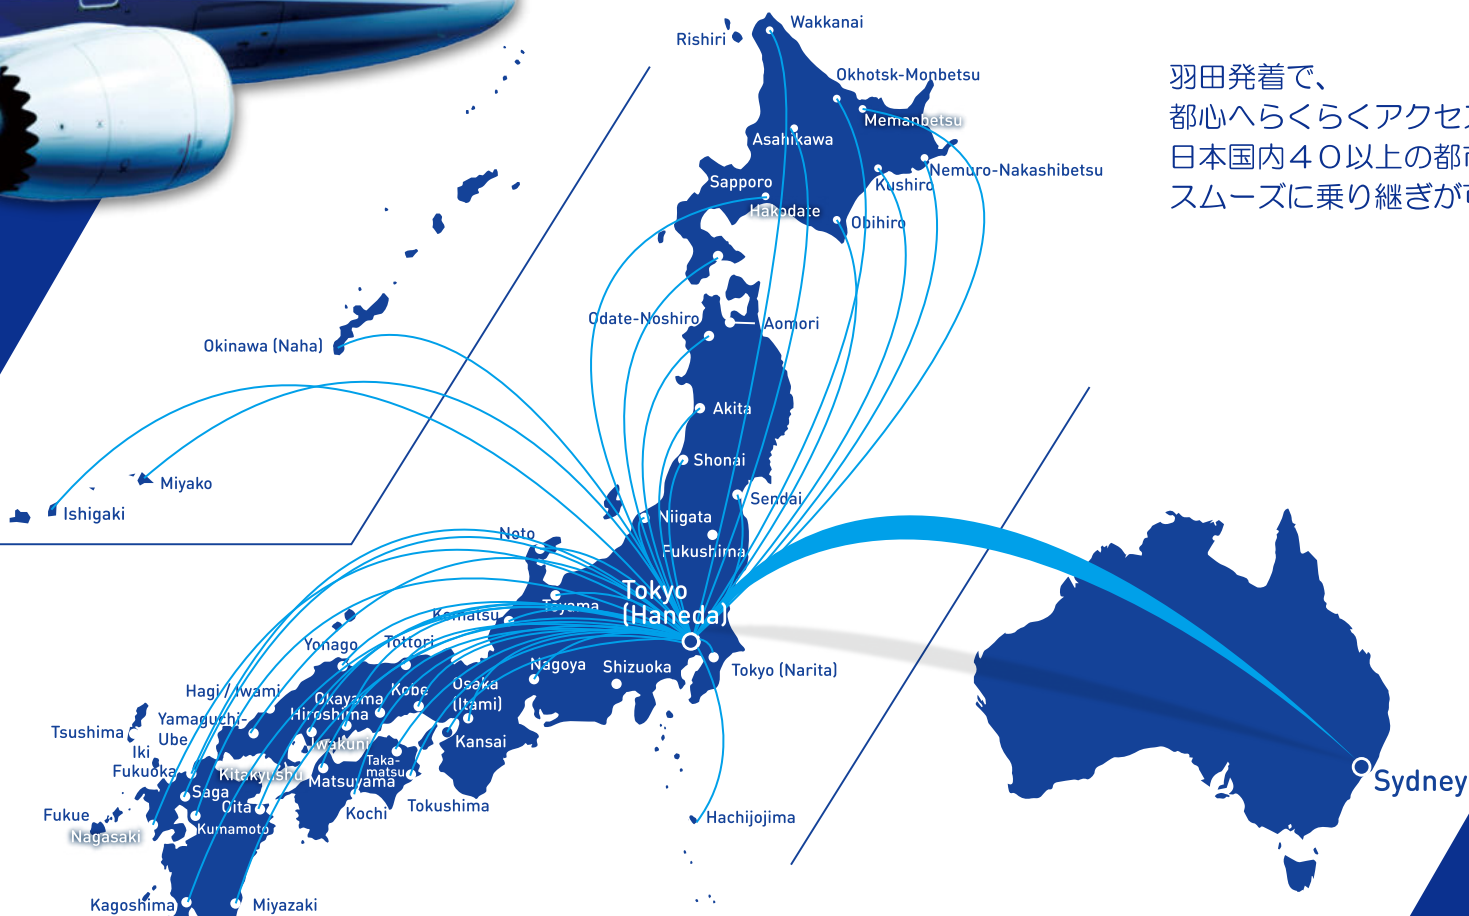 Wakkanai
Rishiri
Okhotsk-Monbetsu
Memanbetsu
Asahikawa
Nemuro-Nakashibetsu
Sapporo
Kushiro
Hakodate
Obihiro
羽田発着で、
都心へらくらくアクセ
日本国内４０以上の都
スムーズに乗り継ぎが
Odate-Noshiro
Aomori
Okinawa (Naha)
Akita
Shonai
Miyako
Ishigaki
Sendai
Niigata
Noto
Fukushima
Tokyo
(Haneda)
Toyama
Komatsu
Yonago
Tottori
Nagoya
Shizuoka
Tokyo (Narita)
Hagi / Iwami
Okayama
Kobe
Osaka
(Itami)
Hiroshima
Yamaguchi-
Ube
Tsushima
Iwakuni
Kansai
Iki
Taka-
matsu
Fukuoka
Kitakyushu
Matsuyama
Saga
Oita
Kochi
Tokushima
Fukue
Nagasaki
Kumamoto
Hachijojima
Sydney
Kagoshima
Miyazaki